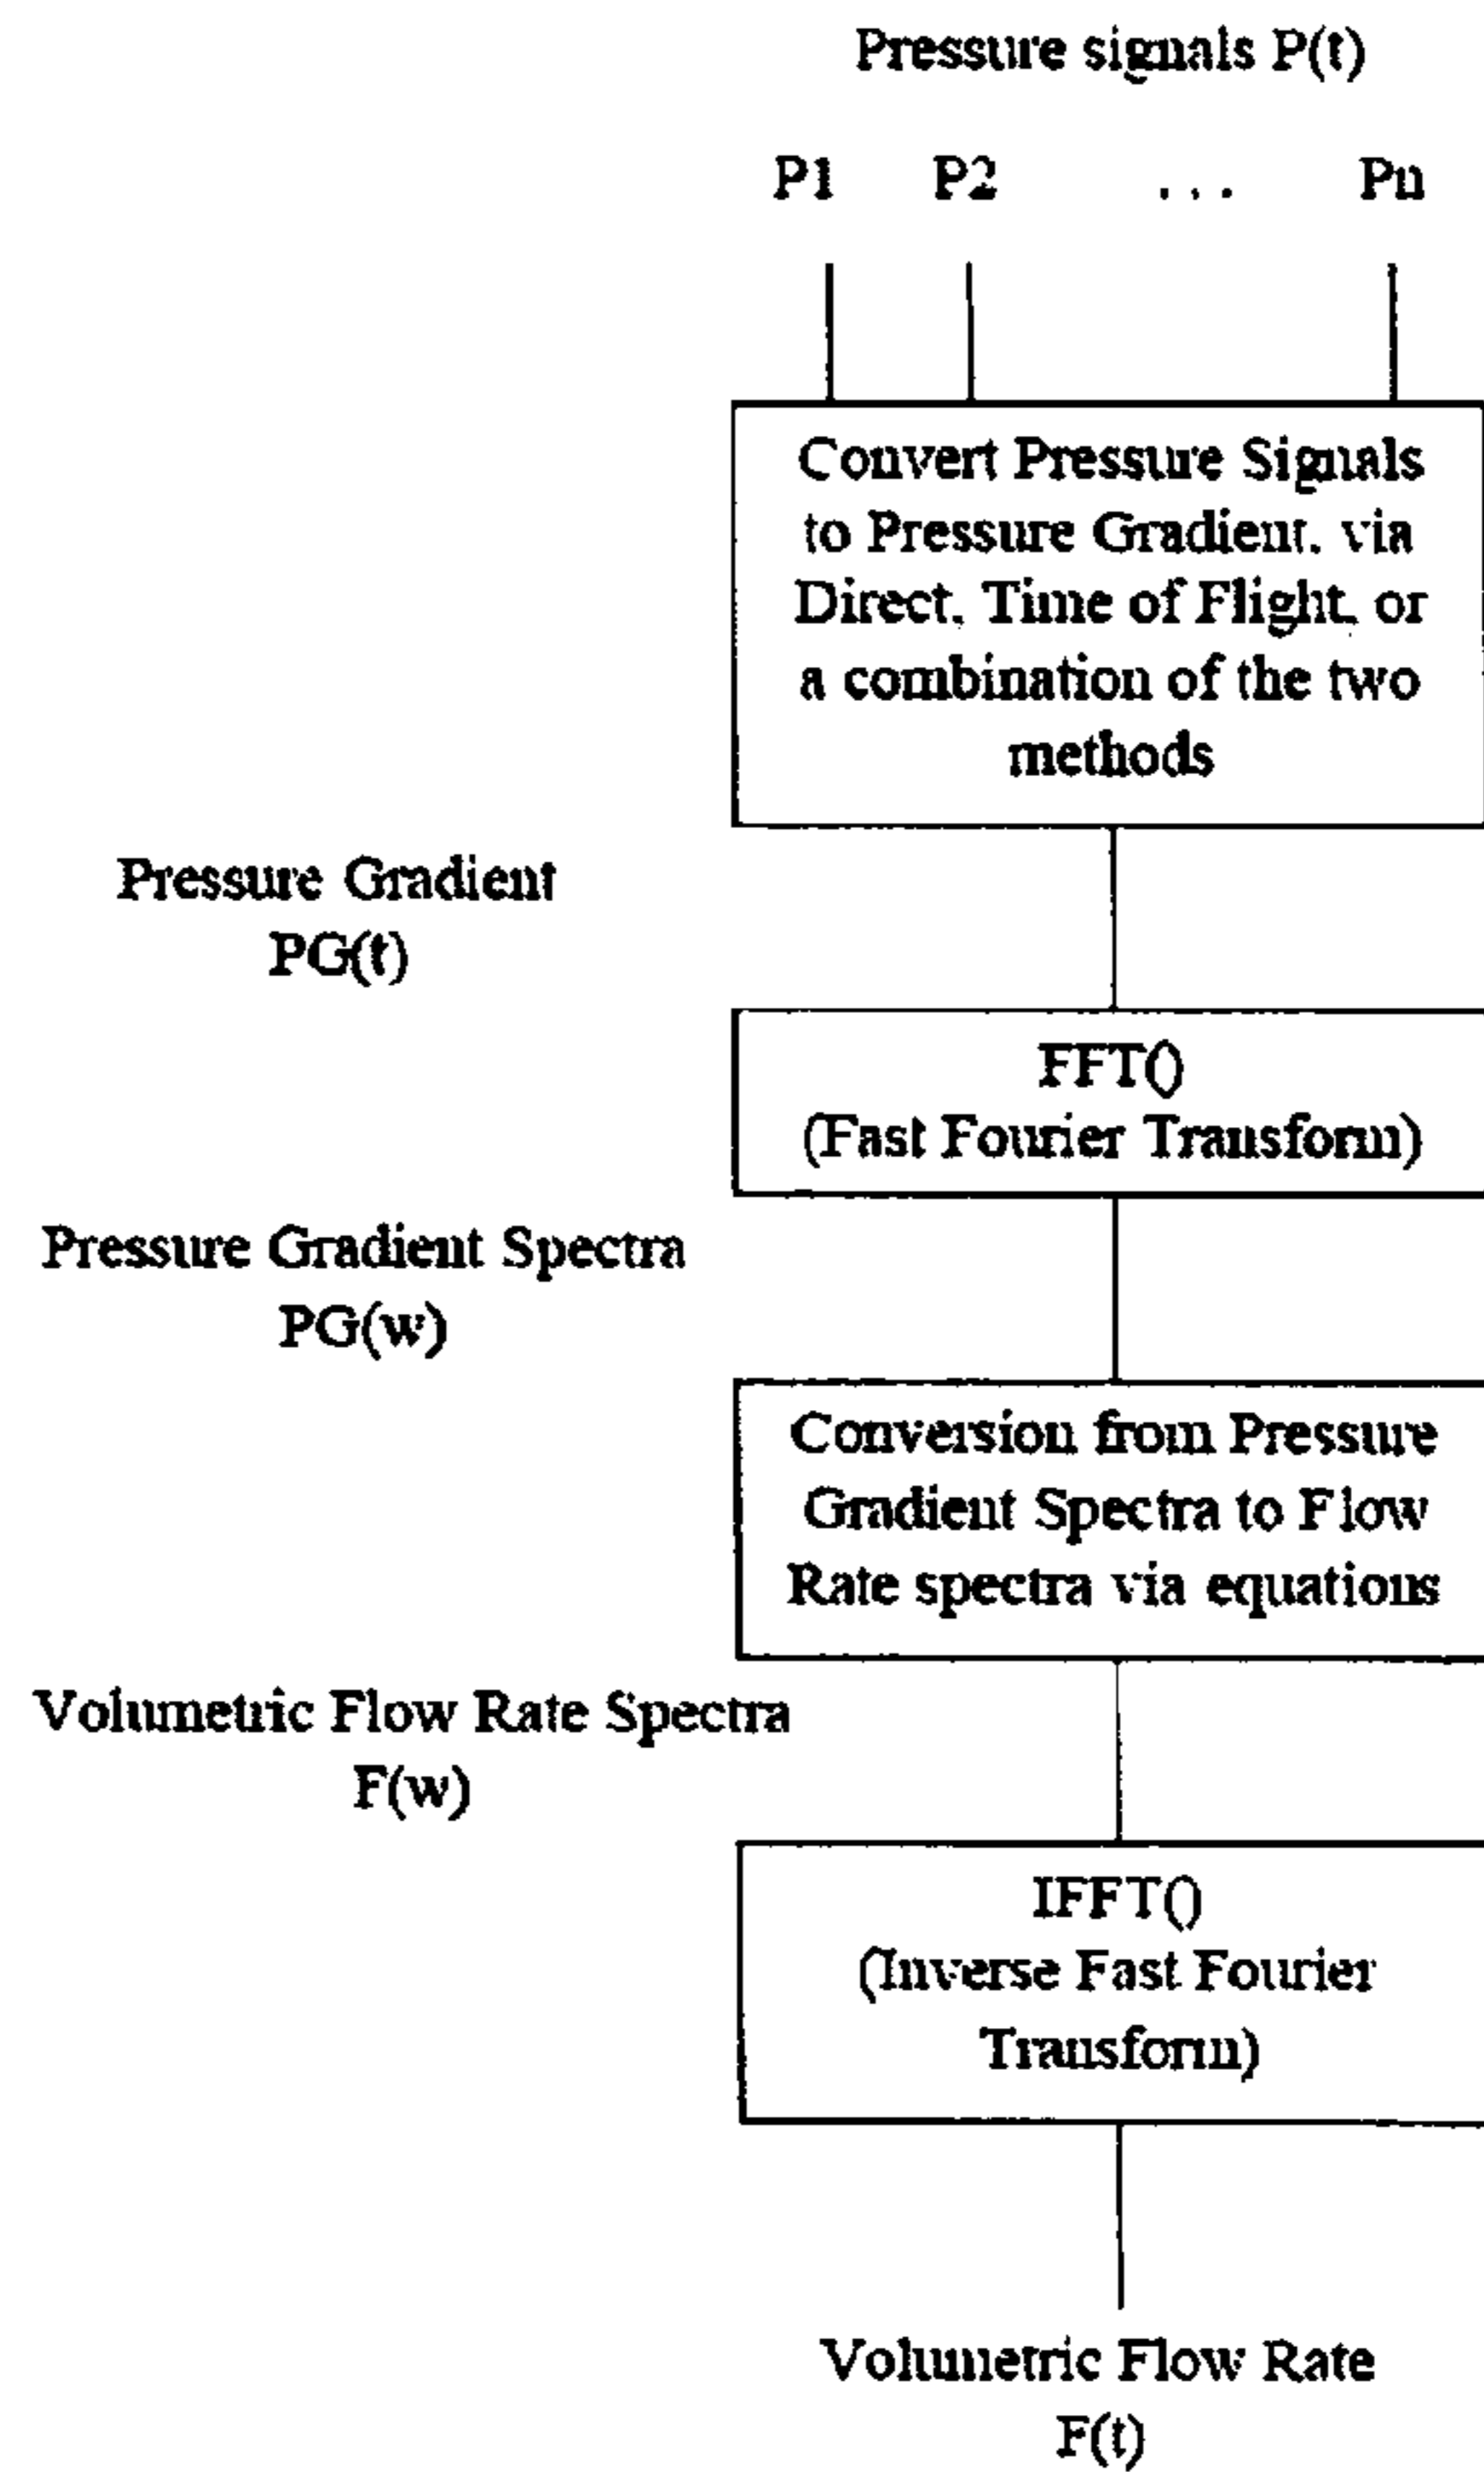 Pressure signals P(t)
P1 P2 ... Pn
Convert Pressure Signals
to Pressure Gradient, via
Direct, Time of Flight, or
a combination of the two
methods
Pressure Gradient
PG(t)
FFT()
(Fast Fourier Transform)
Pressure Gradient Spectra
PG(w)
Conversion from Pressure
Gradient Spectra to Flow
Rate spectra via equations
Volumetric Flow Rate Spectra
F(w)
IFFT()
(Inverse Fast Fourier
Transform)
Volumetric Flow Rate
F(t)